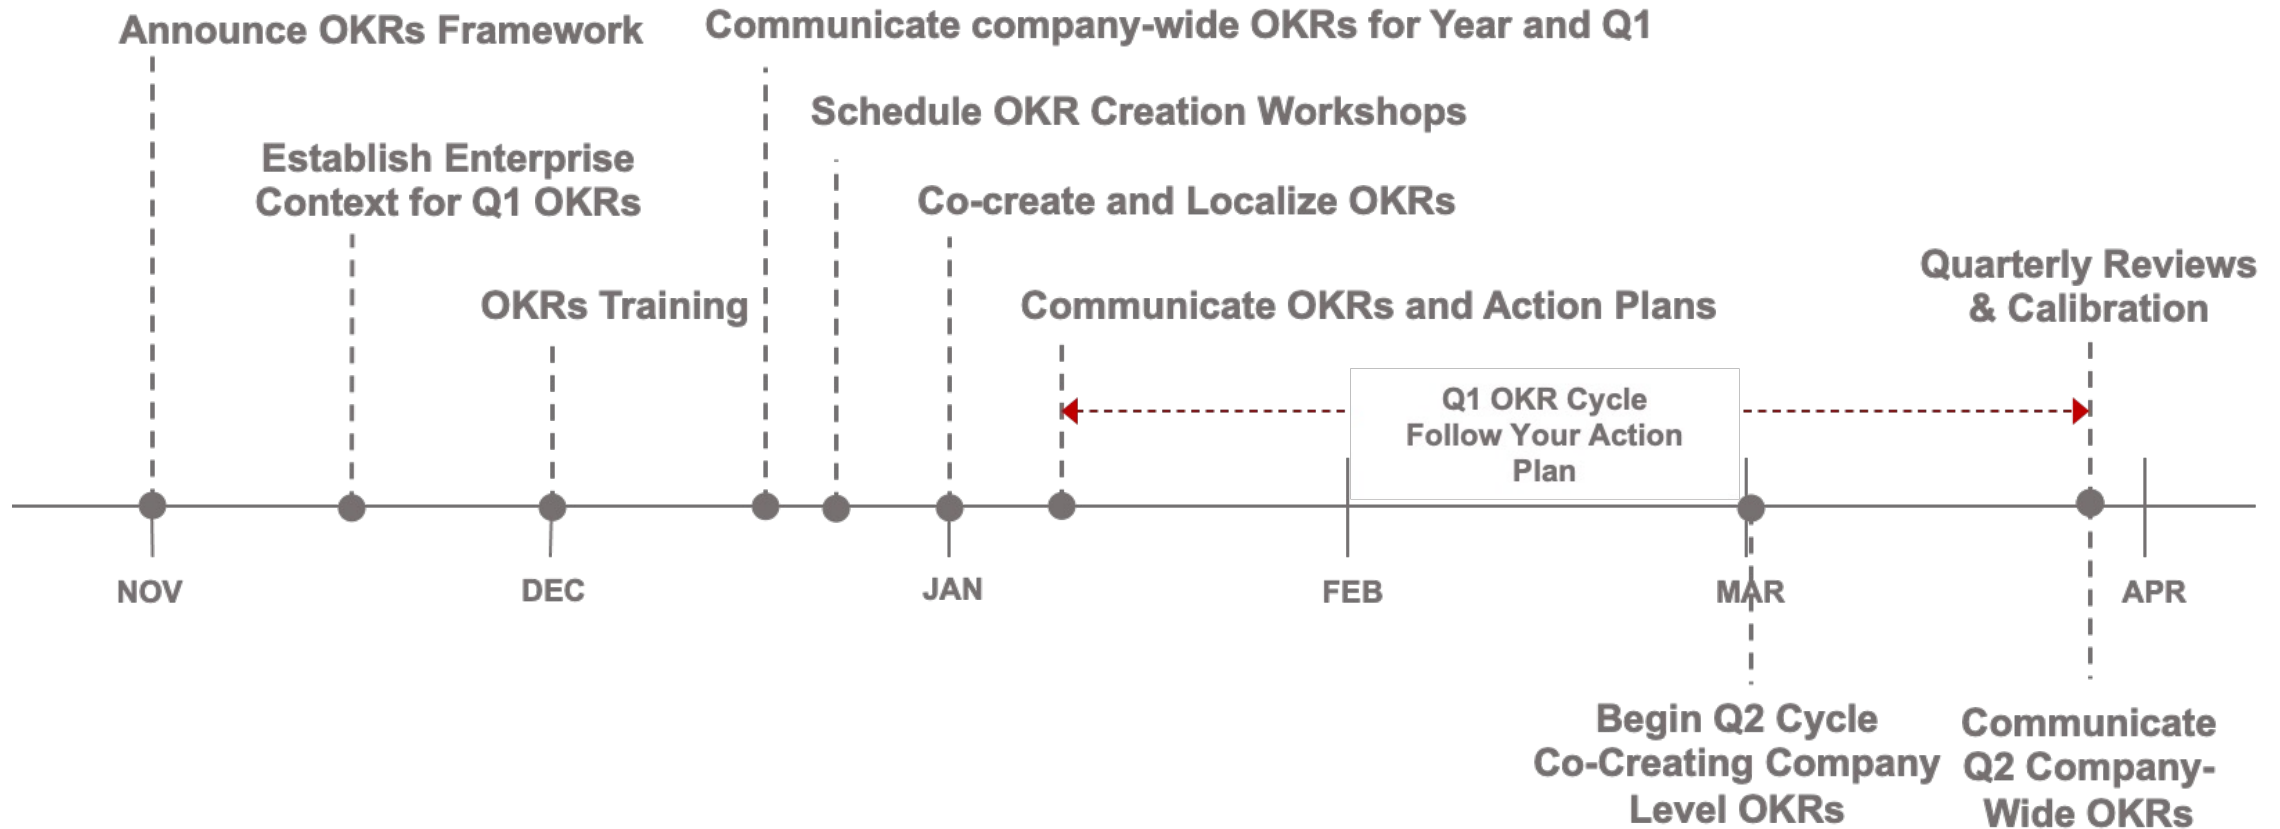 Announce OKRs Framework
Communicate company-wide OKRs for Year and Q1
Schedule OKR Creation Workshops
Establish Enterprise
Context for Q1 OKRs
Co-create and Localize OKRs
OKRs Training
Communicate OKRs and Action Plans
Quarterly Reviews
& Calibration
Q1 OKR Cycle
Follow Your Action
Plan
NOV
DEC
JAN
FEB
MAR
APR
Begin Q2 Cycle
Co-Creating Company
Level OKRs
Communicate
Q2 Company-
Wide OKRs